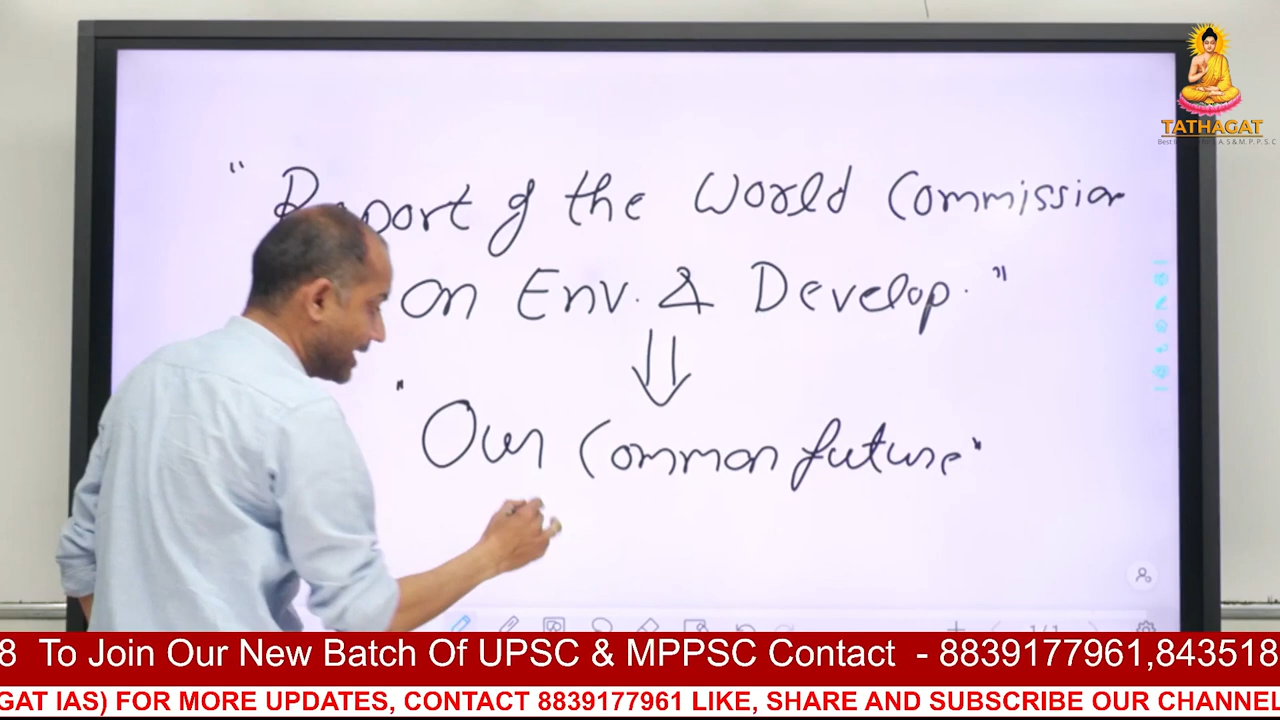 "Report of the World Commission
on Env. & Develop."
"Our Common future"
TATHAGAT
8 To Join Our New Batch Of UPSC & MPPSC Contact - 8839177961,843518
GAT IAS) FOR MORE UPDATES, CONTACT 8839177961 LIKE, SHARE AND SUBSCRIBE OUR CHANNEL